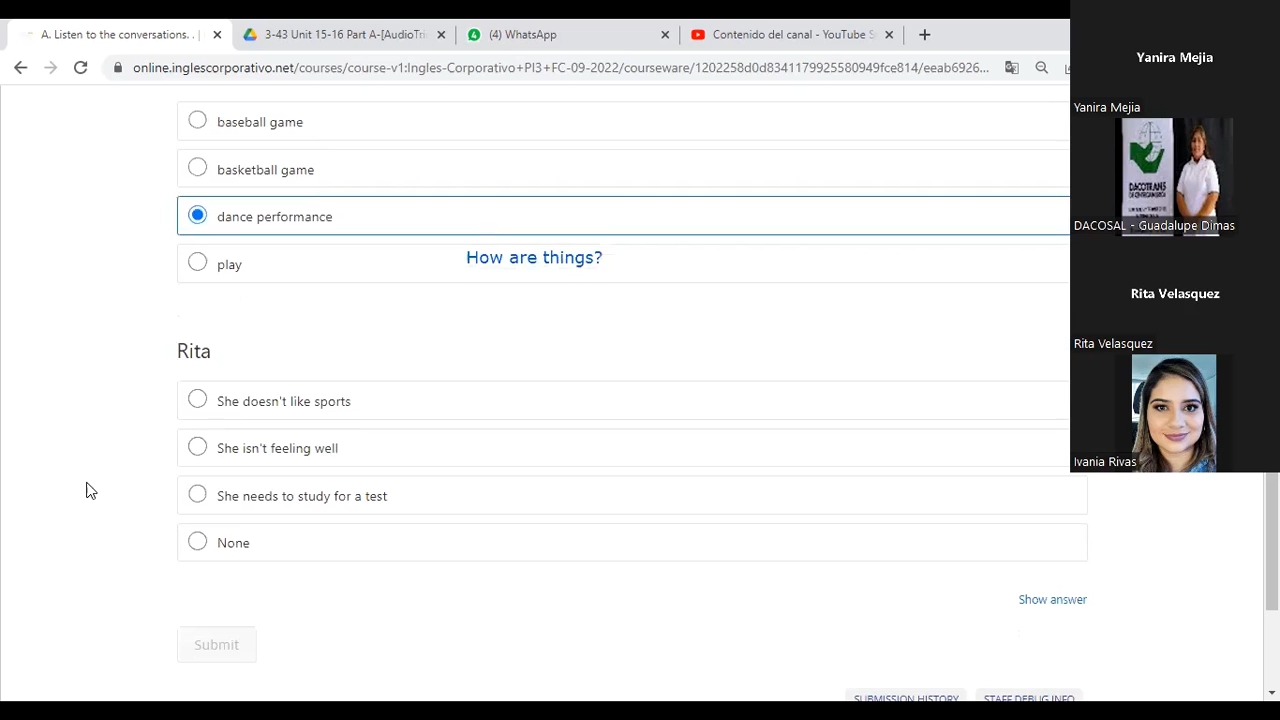 A. Listen to the conversations. . |
3-43 Unit 15-16 Part A-[AudioTri
(4) WhatsApp
Contenido del canal - YouTube S
online.inglescorporativo.net/courses/course-v1:Ingles-Corporativo+PI3+FC-09-2022/courseware/1202258d0d8341179925580949fce814/eeab6926...
baseball game
basketball game
dance performance
play
How are things?
Rita
She doesn't like sports
She isn't feeling well
She needs to study for a test
None
Show answer
Submit
SUBMISSION HISTORY
STAFF DEBUG INFO
Yanira Mejia
Yanira Mejia
DACOTRANS
DACOSAL - Guadalupe Dimas
Rita Velasquez
Rita Velasquez
Ivania Rivas